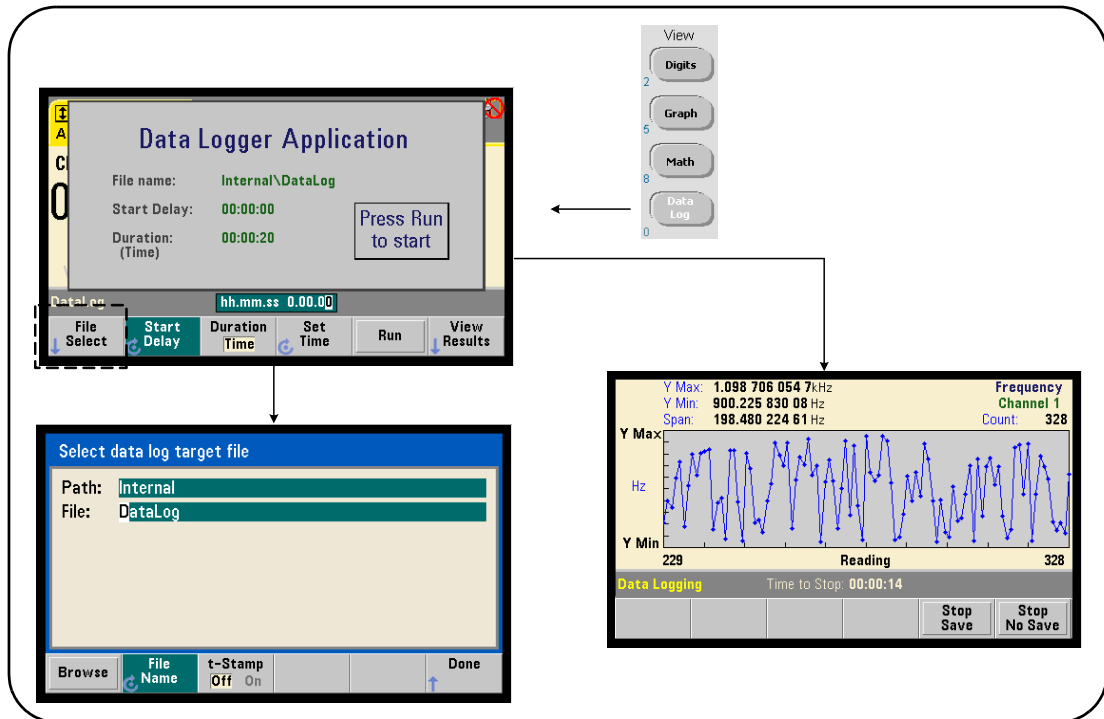 View
Digits
2
Graph
5
Math
8
Data
Log
0
A
Cl
0
Data Logger Application
File name: Internal\DataLog
Start Delay: 00:00:00
Duration: 00:00:20
(Time)
Press Run
to start
DataLog
hh.mm.ss 0.00.00
File
Select
Start
Delay
Duration
Time
Set
Time
Run
View
Results
Select data log target file
Path: Internal
File: DataLog
Browse
File
Name
t-Stamp
Off On
Done
Y Max: 1.098 706 054 7kHz
Frequency
Y Min: 900.225 830 08 Hz
Channel 1
Span: 198.480 224 61 Hz
Count: 328
Y Max
Hz
Y Min
229
Reading
328
Data Logging
Time to Stop: 00:00:14
Stop
Save
Stop
No Save